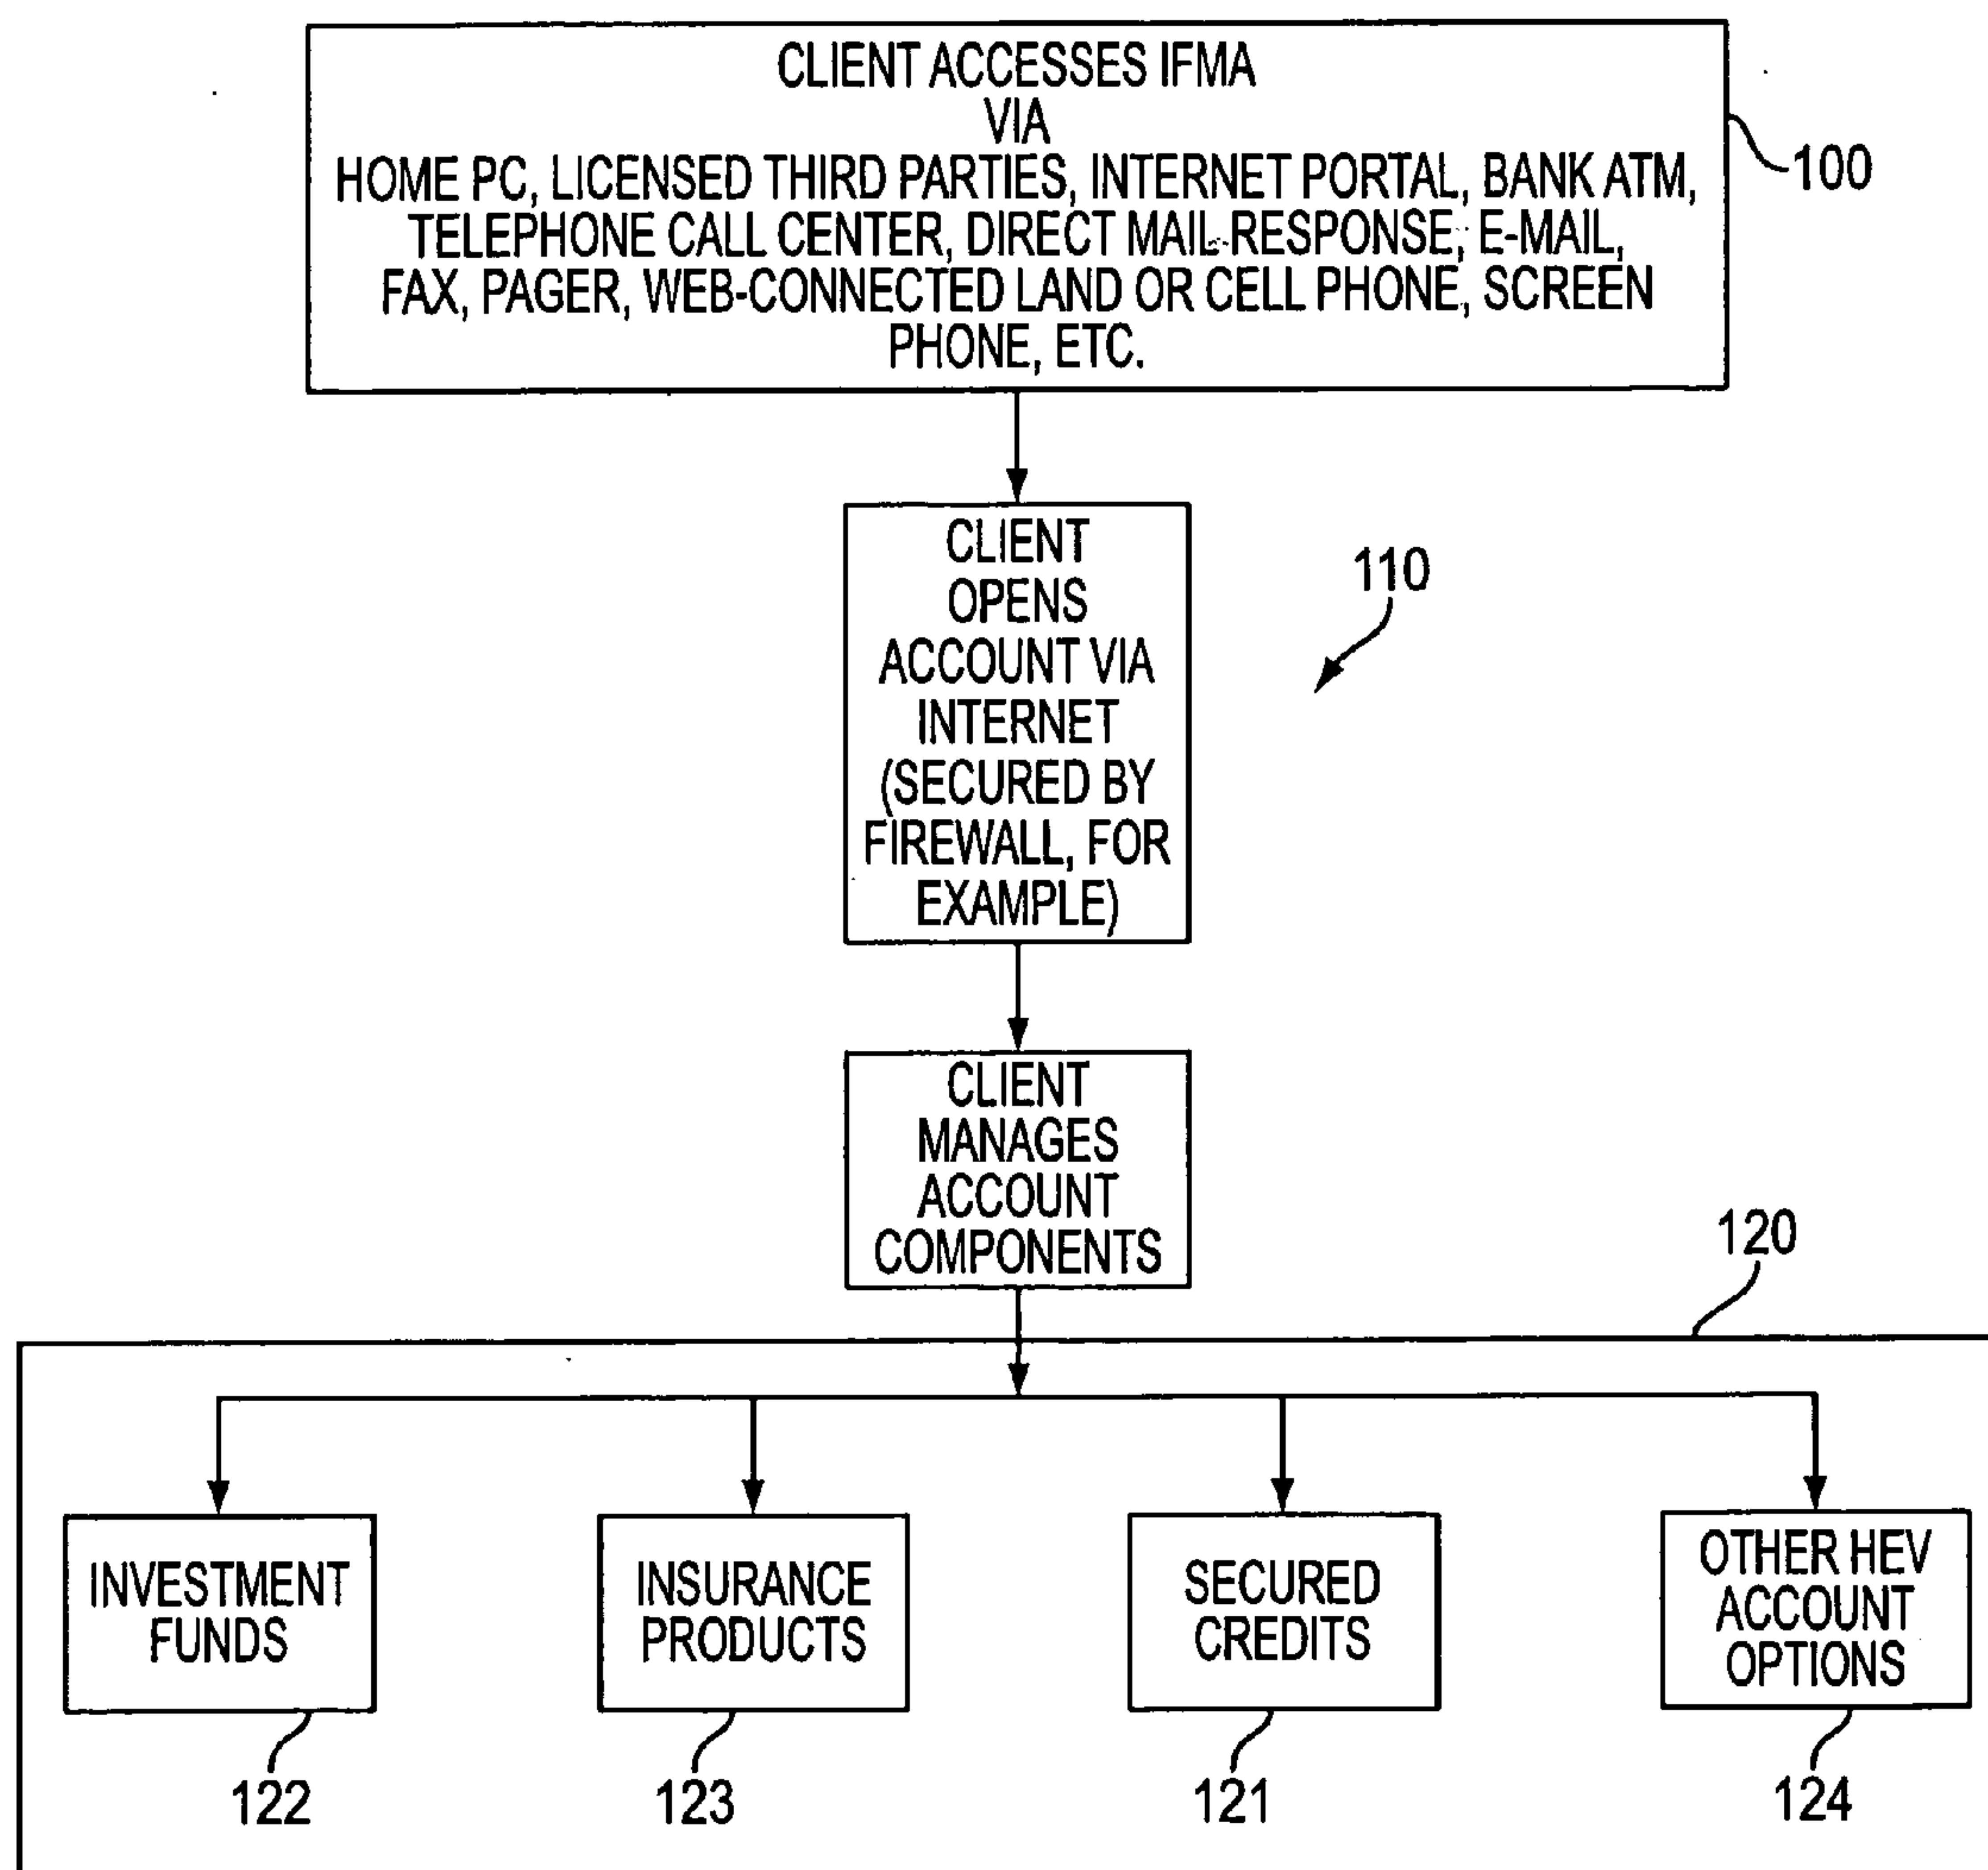 CLIENT ACCESSES IFMA
VIA
HOME PC, LICENSED THIRD PARTIES, INTERNET PORTAL, BANK ATM,
TELEPHONE CALL CENTER, DIRECT MAIL RESPONSE, E-MAIL,
FAX, PAGER, WEB-CONNECTED LAND OR CELL PHONE, SCREEN
PHONE, ETC.
100
CLIENT
OPENS
ACCOUNT VIA
INTERNET
(SECURED BY
FIREWALL, FOR
EXAMPLE)
110
CLIENT
MANAGES
ACCOUNT
COMPONENTS
120
INVESTMENT
FUNDS
122
INSURANCE
PRODUCTS
123
SECURED
CREDITS
121
OTHER HEV
ACCOUNT
OPTIONS
124